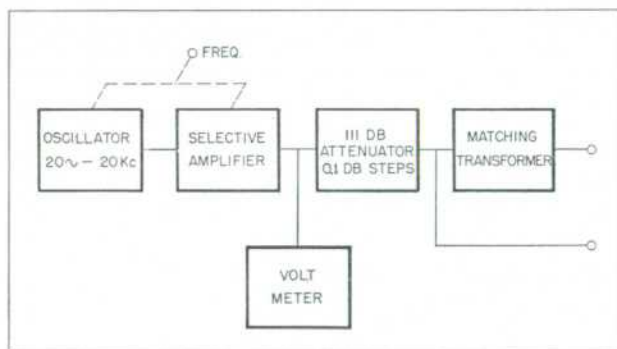 FREQ.
OSCILLATOR
20∿ – 20Kc
SELECTIVE
AMPLIFIER
111 DB
ATTENUATOR
0.1 DB STEPS
MATCHING
TRANSFORMER
VOLT
METER